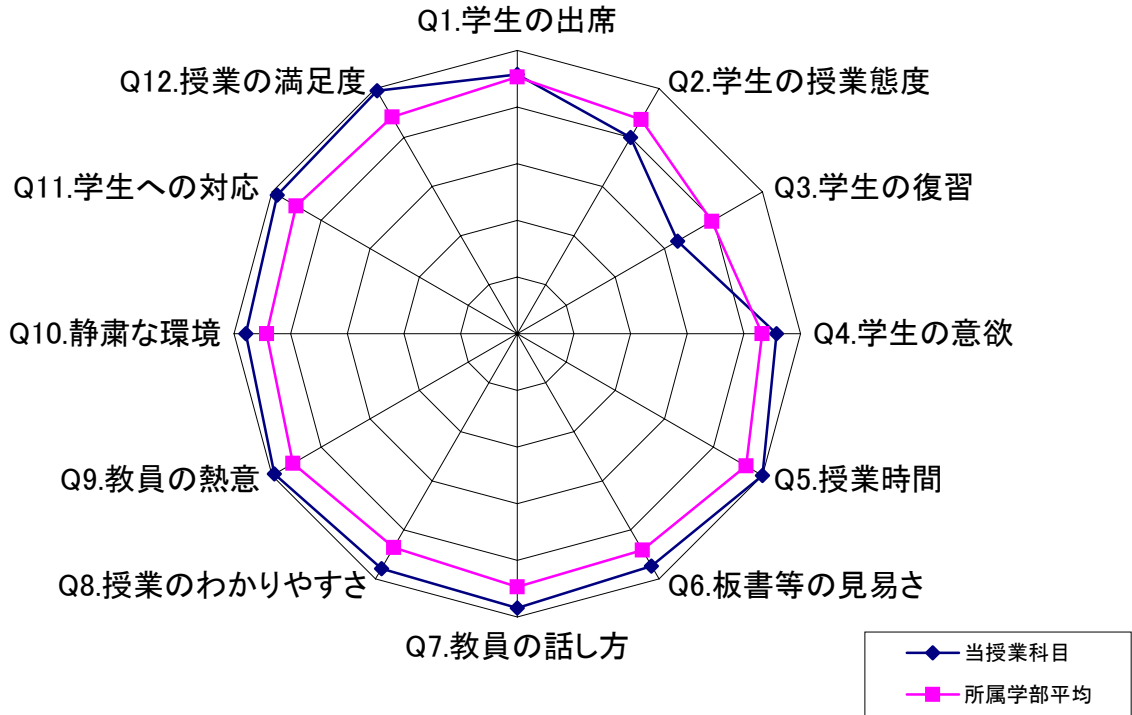 Q1.学生の出席
Q12.授業の満足度
Q2.学生の授業態度
Q11.学生への対応
Q3.学生の復習
Q10.静粛な環境
Q4.学生の意欲
Q9.教員の熱意
Q5.授業時間
Q8.授業のわかりやすさ
Q6.板書等の見易さ
Q7.教員の話し方
当授業科目
所属学部平均